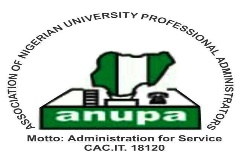 ASSOCIATION OF NIGERIAN UNIVERSITY PROFESSIONAL ADMINISTRATORS
anupa
Motto: Administration for Service
CAC.IT. 18120